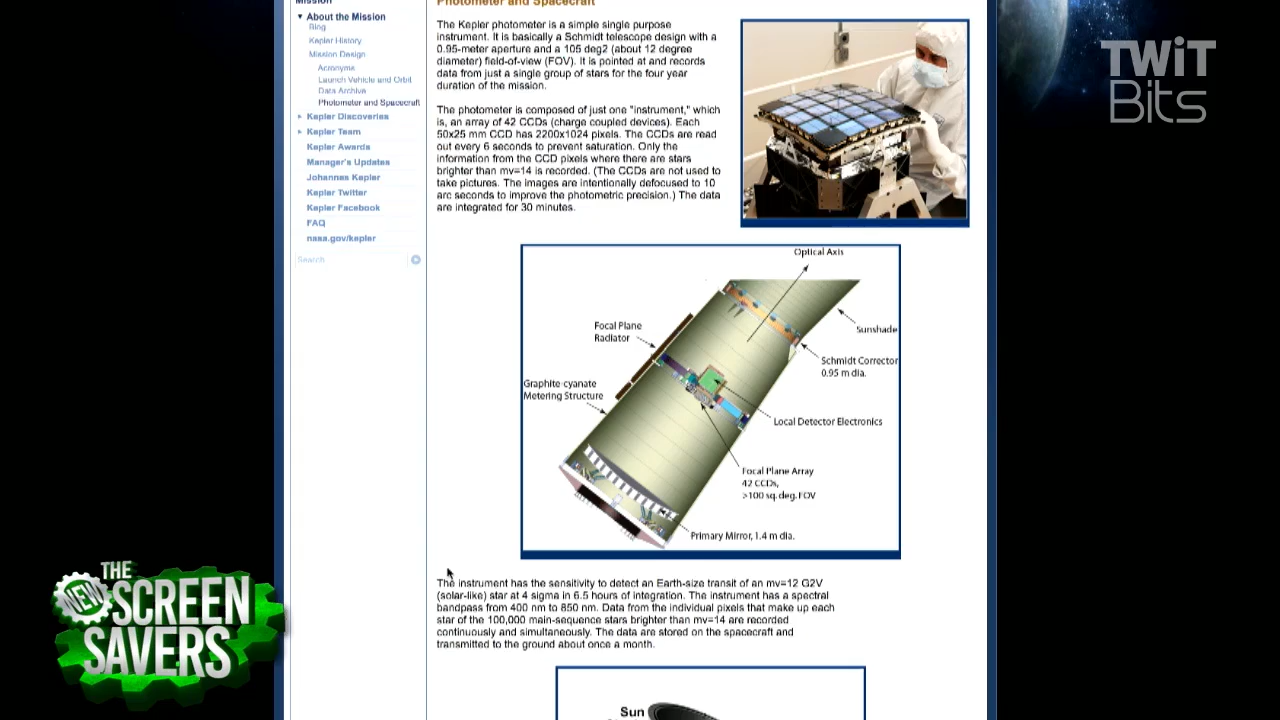 Mission
Photometer and Spacecraft
▼ About the Mission
Blog
Kepler History
Mission Design
Acronyms
Launch Vehicle and Orbit
Data Archive
Photometer and Spacecraft
Kepler Discoveries
Kepler Team
Kepler Awards
Manager's Updates
Johannes Kepler
Kepler Twitter
Kepler Facebook
FAQ
nasa.gov/kepler
Search
The Kepler photometer is a simple single purpose
instrument. It is basically a Schmidt telescope design with a
0.95-meter aperture and a 105 deg2 (about 12 degree
diameter) field-of-view (FOV). It is pointed at and records
data from just a single group of stars for the four year
duration of the mission.
The photometer is composed of just one "instrument," which
is, an array of 42 CCDs (charge coupled devices). Each
50x25 mm CCD has 2200x1024 pixels. The CCDs are read
out every 6 seconds to prevent saturation. Only the
information from the CCD pixels where there are stars
brighter than mv=14 is recorded. (The CCDs are not used to
take pictures. The images are intentionally defocused to 10
arc seconds to improve the photometric precision.) The data
are integrated for 30 minutes.
TWiT
Bits
Optical Axis
Focal Plane
Radiator
Sunshade
Schmidt Corrector
0.95 m dia.
Graphite-cyanate
Metering Structure
Local Detector Electronics
Focal Plane Array
42 CCDs,
>100 sq. deg. FOV
Primary Mirror, 1.4 m dia.
The instrument has the sensitivity to detect an Earth-size transit of an mv=12 G2V
(solar-like) star at 4 sigma in 6.5 hours of integration. The instrument has a spectral
bandpass from 400 nm to 850 nm. Data from the individual pixels that make up each
star of the 100,000 main-sequence stars brighter than mv=14 are recorded
continuously and simultaneously. The data are stored on the spacecraft and
transmitted to the ground about once a month.
Sun
THE
NEW
SCREEN
SAVERS